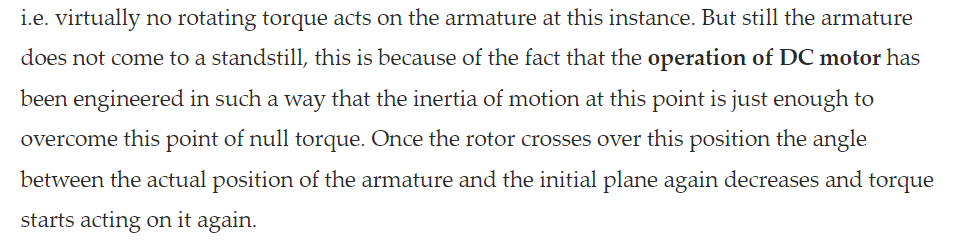 i.e. virtually no rotating torque acts on the armature at this instance. But still the armature
does not come to a standstill, this is because of the fact that the operation of DC motor has
been engineered in such a way that the inertia of motion at this point is just enough to
overcome this point of null torque. Once the rotor crosses over this position the angle
between the actual position of the armature and the initial plane again decreases and torque
starts acting on it again.